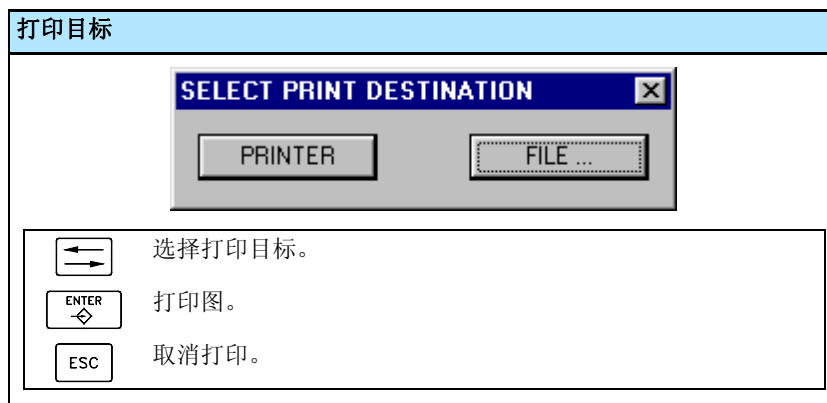 打印目标
SELECT PRINT DESTINATION
PRINTER FILE ...
选择打印目标。
ENTER 打印图。
ESC 取消打印。